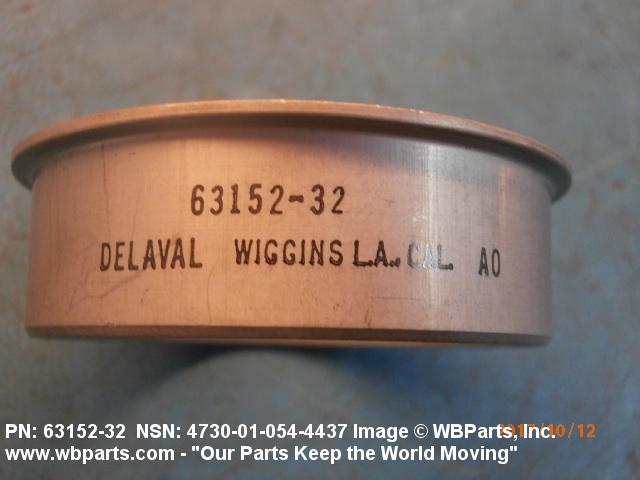 63152-32
DELAVAL WIGGINS L.A., CAL. AO
PN: 63152-32 NSN: 4730-01-054-4437 Image © WBParts, Inc.
www.wbparts.com - "Our Parts Keep the World Moving"